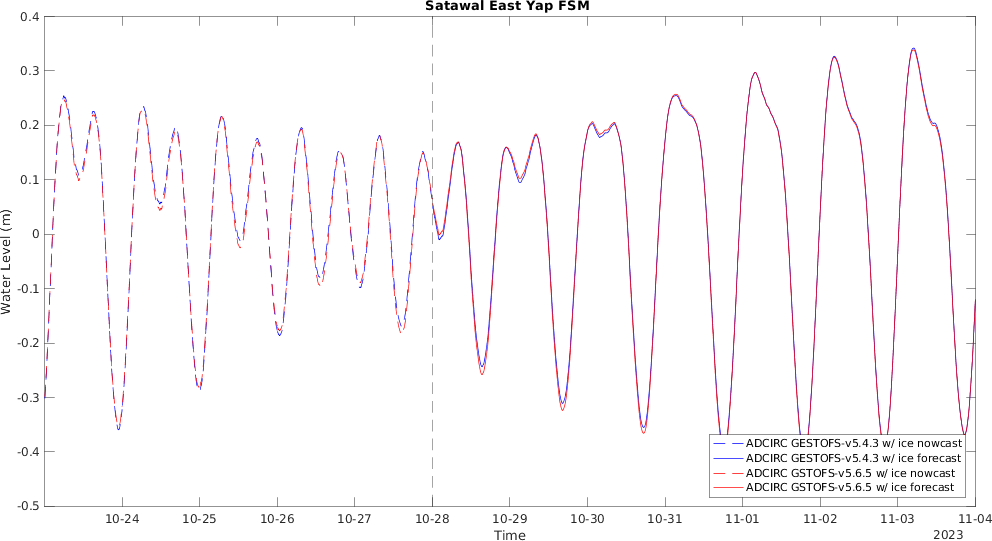 Satawal East Yap FSM
0.4
0.3
0.2
0.1
0
-0.1
-0.2
-0.3
-0.4
-0.5
Water Level (m)
ADCIRC GESTOFS-v5.4.3 w/ ice nowcast
ADCIRC GESTOFS-v5.4.3 w/ ice forecast
ADCIRC GSTOFS-v5.6.5 w/ ice nowcast
ADCIRC GSTOFS-v5.6.5 w/ ice forecast
10-24 10-25 10-26 10-27 10-28 10-29 10-30 10-31 11-01 11-02 11-03 11-04
Time
2023